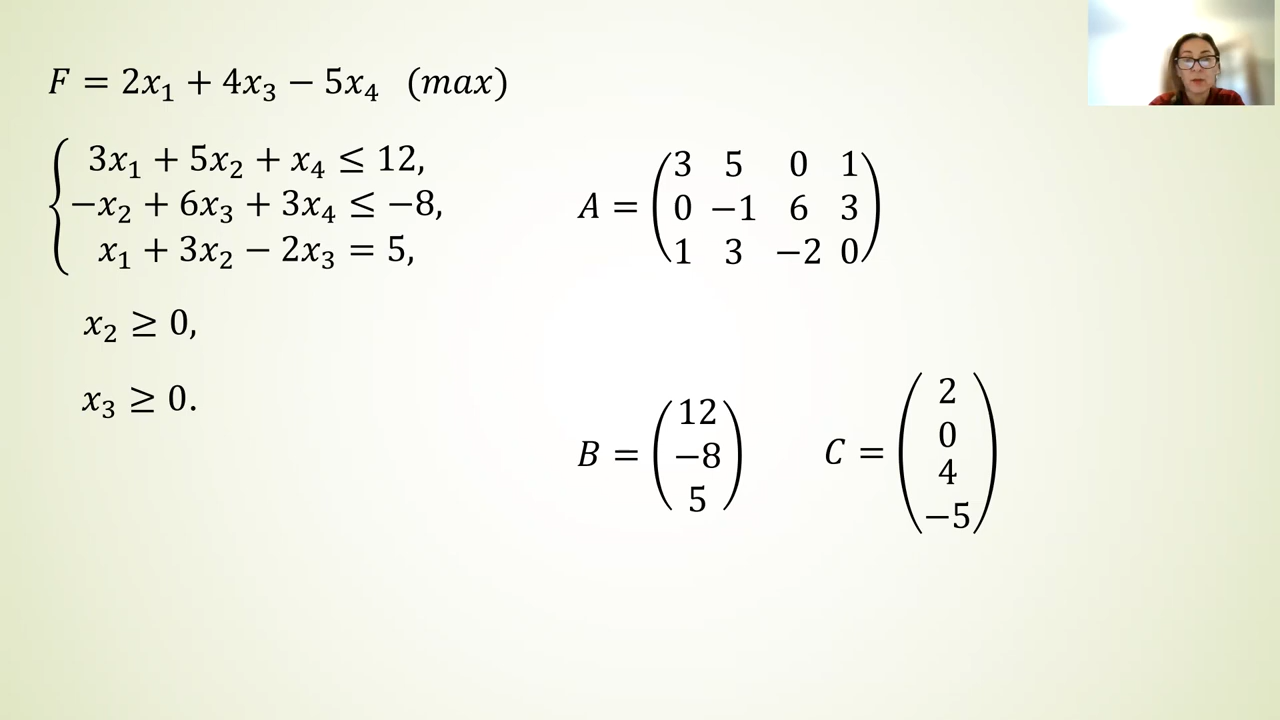 F = 2x₁ + 4x₃ − 5x₄ (max)
3x₁ + 5x₂ + x₄ ≤ 12,
−x₂ + 6x₃ + 3x₄ ≤ −8,
x₁ + 3x₂ − 2x₃ = 5,
x₂ ≥ 0,
x₃ ≥ 0.
A = (3 5 0 1
0 −1 6 3
1 3 −2 0)
B = (12
−8
5)
C = (2
0
4
−5)